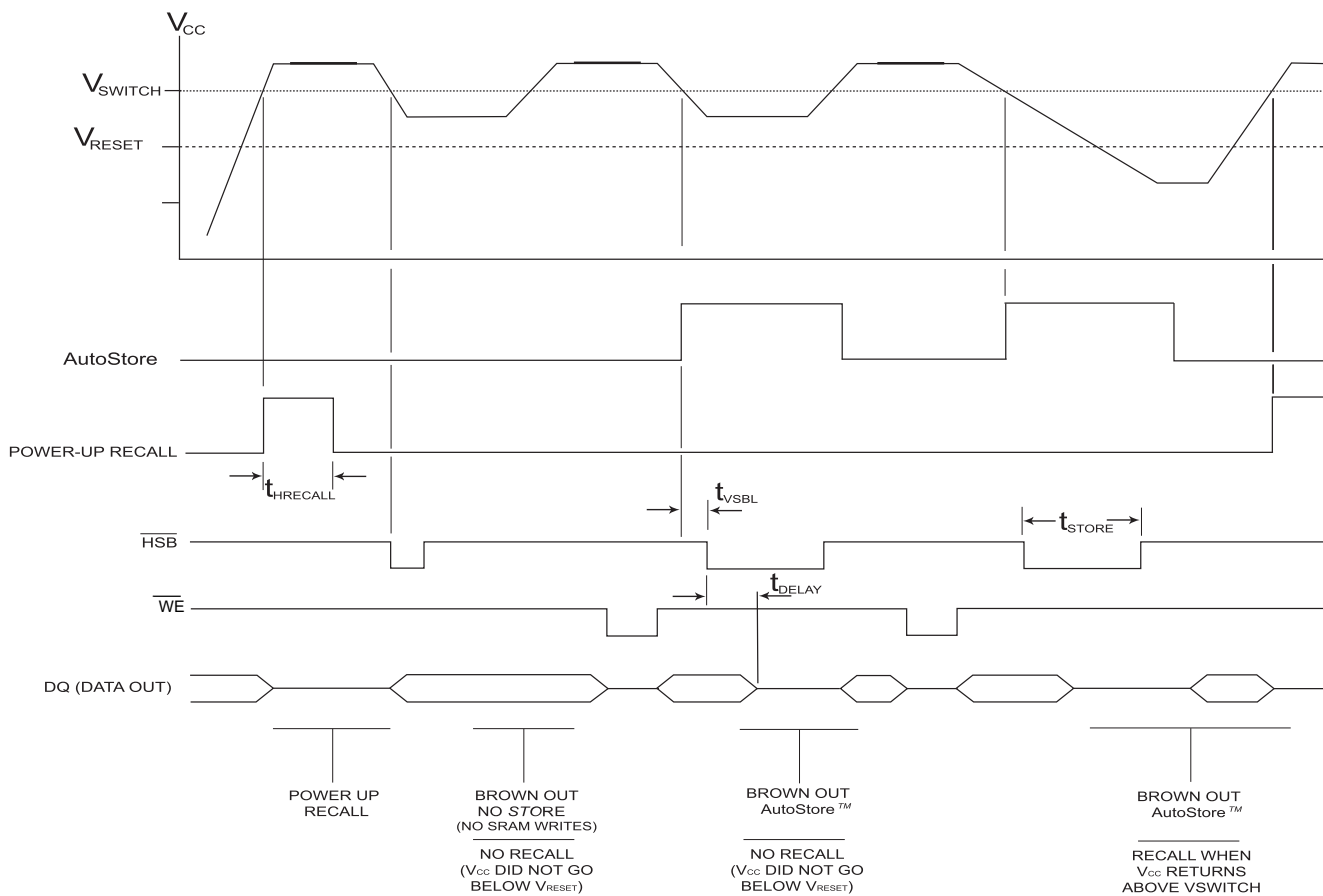 VCC
VSWITCH
VRESET
AutoStore
POWER-UP RECALL
tHRECALL
tVSBL
tSTORE
HSB
tDELAY
WE
DQ (DATA OUT)
POWER UP
RECALL
BROWN OUT
NO STORE
(NO SRAM WRITES)
NO RECALL
(VCC DID NOT GO
BELOW VRESET)
BROWN OUT
AutoStore™
NO RECALL
(VCC DID NOT GO
BELOW VRESET)
BROWN OUT
AutoStore™
RECALL WHEN
VCC RETURNS
ABOVE VSWITCH